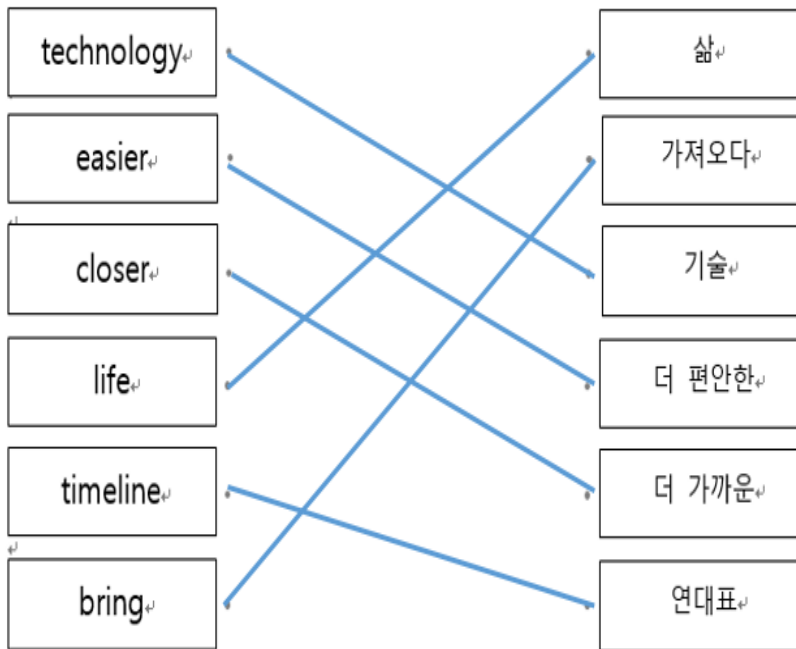 technology 삶
easier 가져오다
closer 기술
life 더 편안한
timeline 더 가까운
bring 연대표